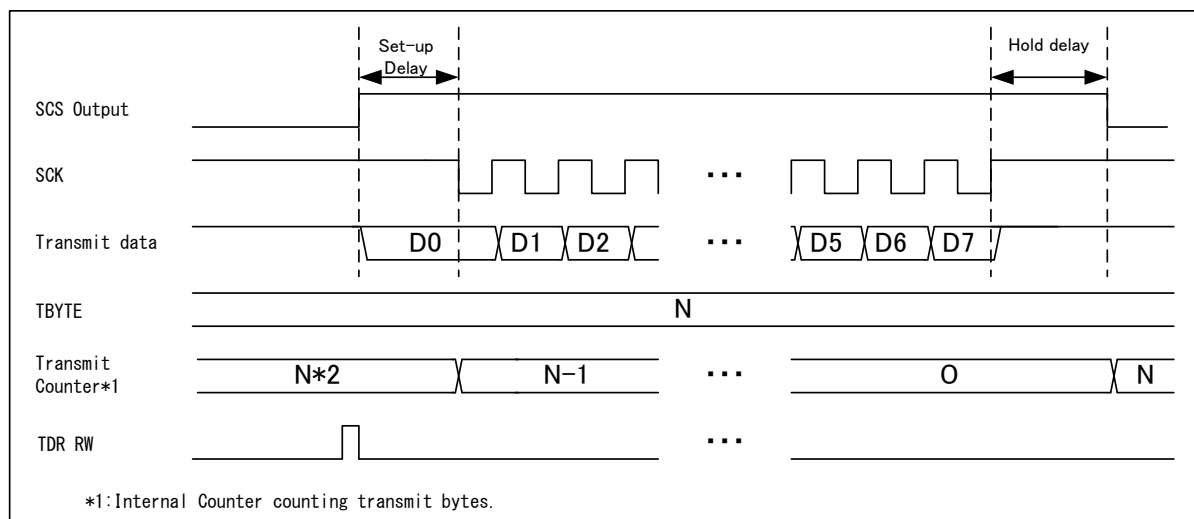 Set-up
Delay
Hold delay
SCS Output
SCK
...
Transmit data
D0 D1 D2 ... D5 D6 D7
TBYTE
N
Transmit
Counter*1
N*2 N-1 ... 0 N
TDR RW
...
*1:Internal Counter counting transmit bytes.